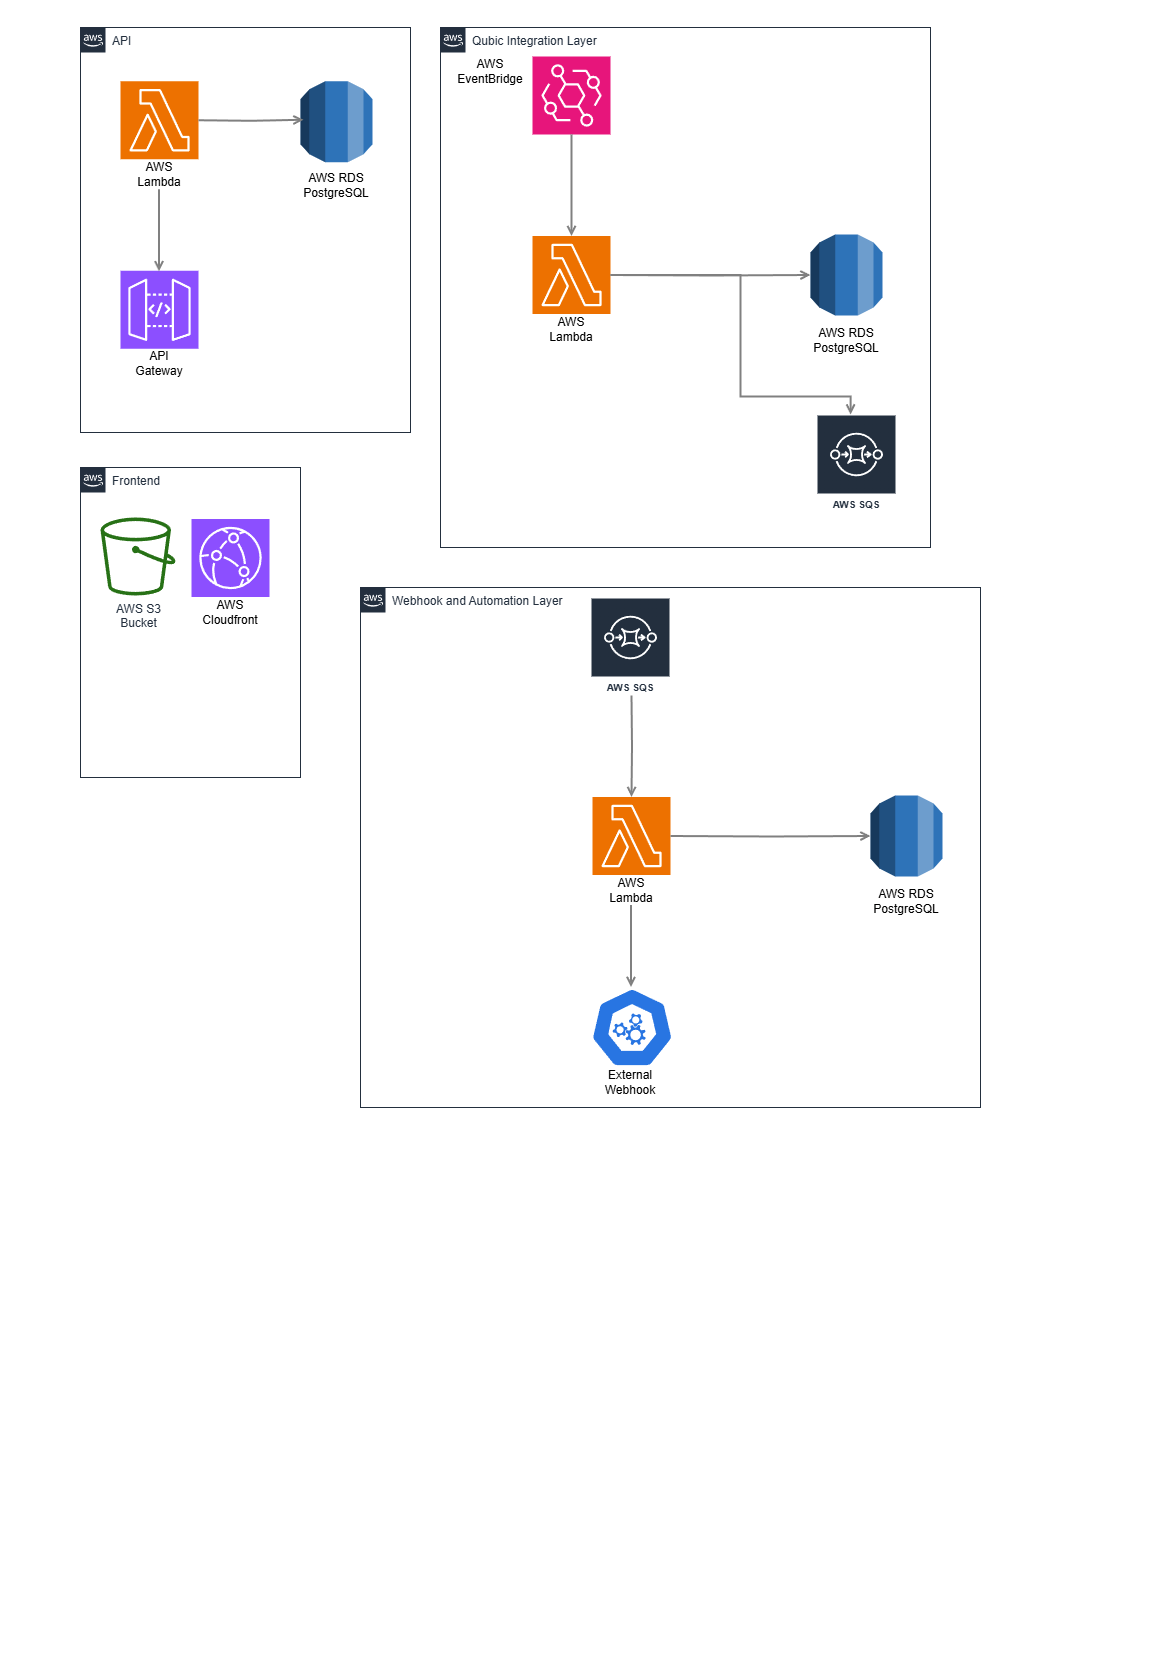 aws API
AWS
Lambda
AWS RDS
PostgreSQL
</>
API
Gateway
aws Qubic Integration Layer
AWS
EventBridge
AWS
Lambda
AWS RDS
PostgreSQL
AWS SQS
aws Frontend
AWS S3
Bucket
AWS
Cloudfront
aws Webhook and Automation Layer
AWS SQS
AWS
Lambda
AWS RDS
PostgreSQL
External
Webhook